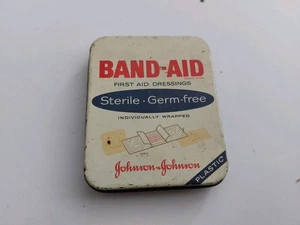 BAND-AID
FIRST AID DRESSINGS
Sterile · Germ-free
INDIVIDUALLY WRAPPED
Johnson & Johnson
PLASTIC